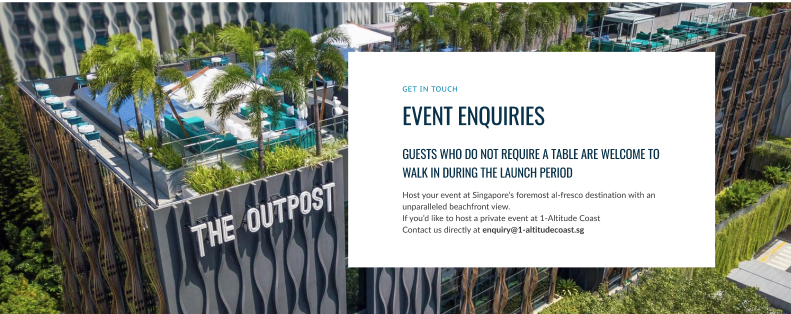 THE OUTPOST
GET IN TOUCH
EVENT ENQUIRIES
GUESTS WHO DO NOT REQUIRE A TABLE ARE WELCOME TO
WALK IN DURING THE LAUNCH PERIOD
Host your event at Singapore's foremost al-fresco destination with an
unparalleled beachfront view.
If you'd like to host a private event at 1-Altitude Coast
Contact us directly at enquiry@1-altitudecoast.sg